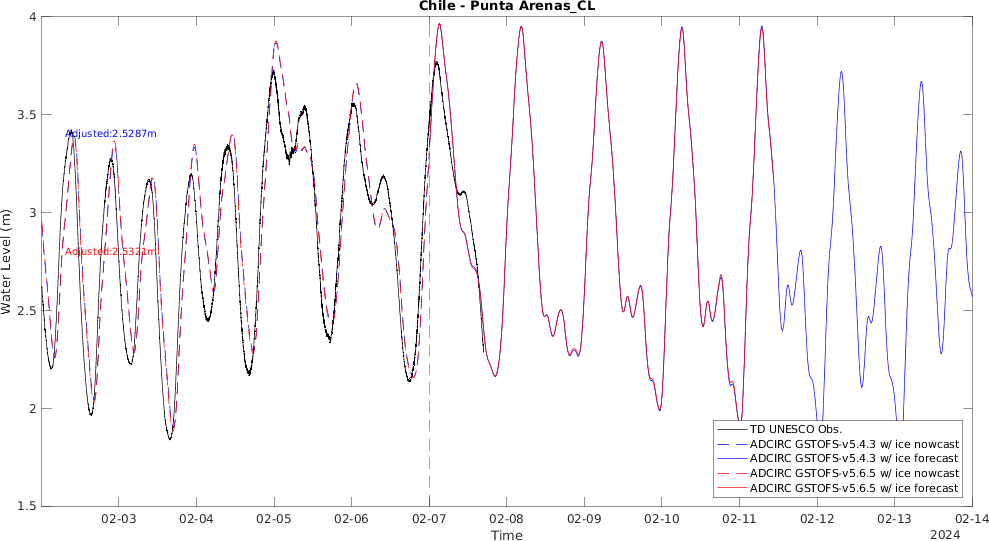 Chile - Punta Arenas_CL
4
3.5
3
2.5
2
1.5
Water Level (m)
Adjusted:2.5287m
Adjusted:2.5321m
TD UNESCO Obs.
ADCIRC GSTOFS-v5.4.3 w/ ice nowcast
ADCIRC GSTOFS-v5.4.3 w/ ice forecast
ADCIRC GSTOFS-v5.6.5 w/ ice nowcast
ADCIRC GSTOFS-v5.6.5 w/ ice forecast
02-03 02-04 02-05 02-06 02-07 02-08 02-09 02-10 02-11 02-12 02-13 02-14
Time
2024